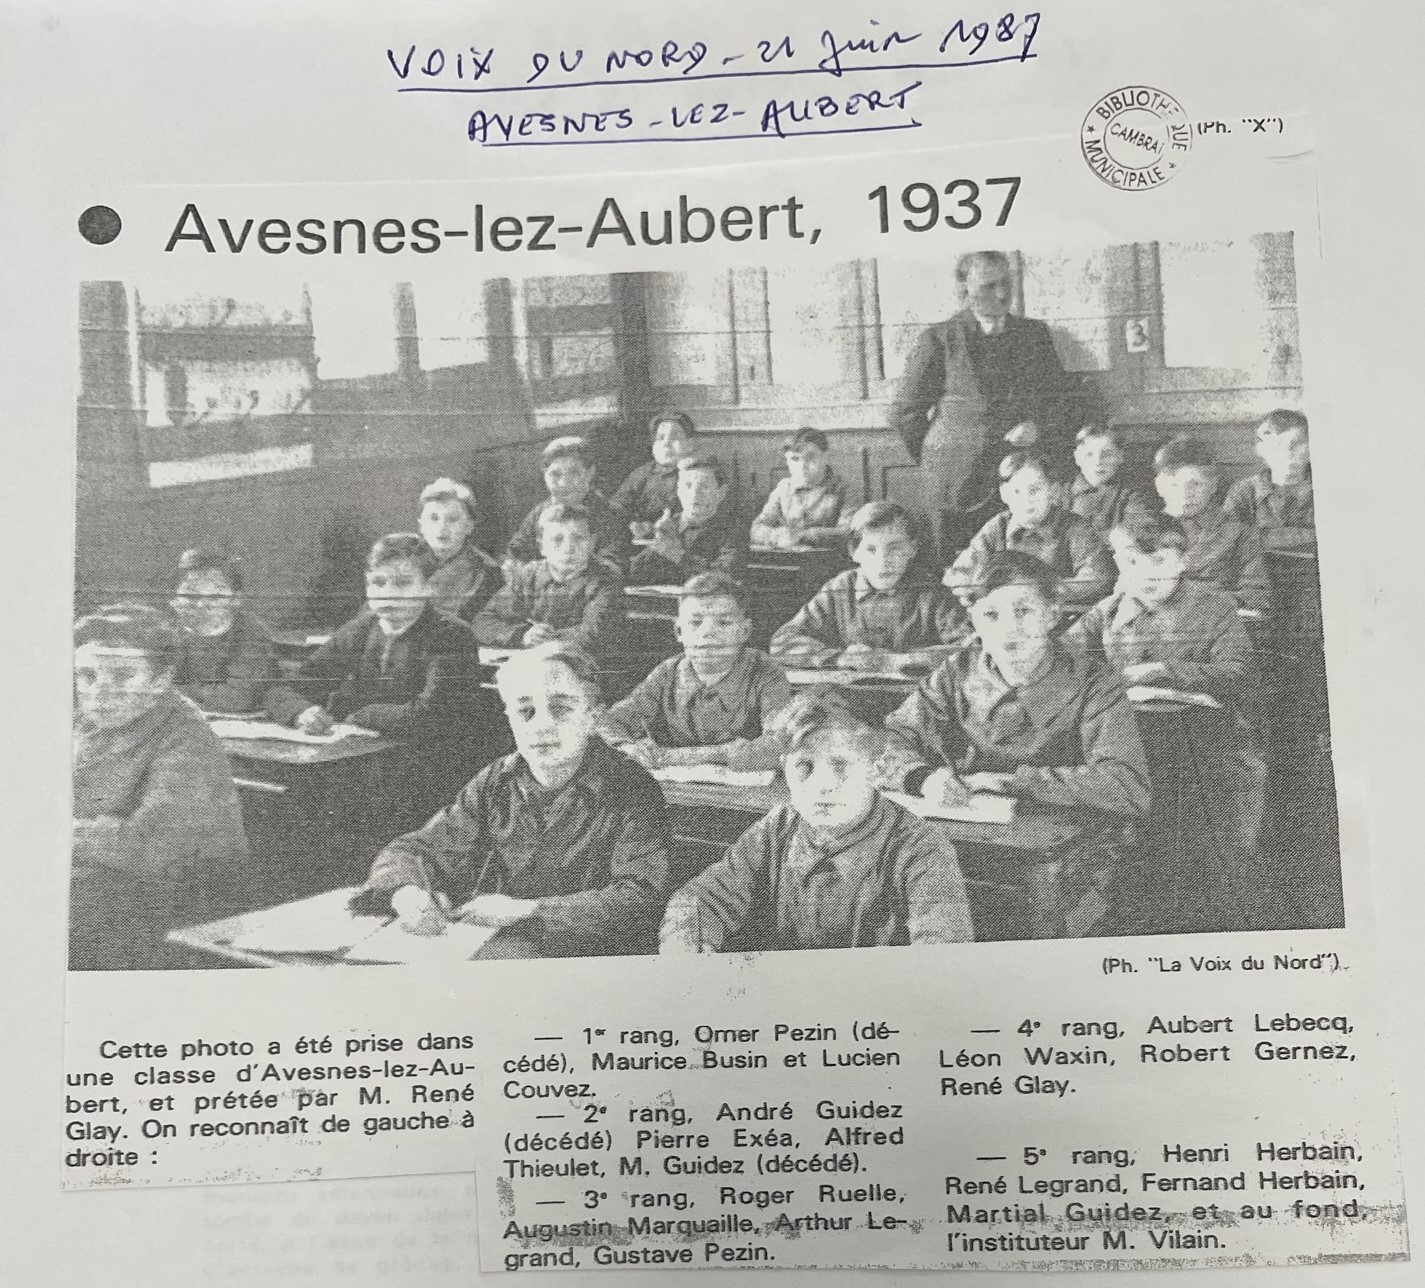 VOIX DU NORD - 21 Juin 1987
AVESNES-LEZ-AUBERT
BIBLIOTHEQUE MUNICIPALE
CAMBRAI
(Ph. "X")
● Avesnes-lez-Aubert, 1937
3
(Ph. "La Voix du Nord").
Cette photo a été prise dans
une classe d'Avesnes-lez-Au-
bert, et prétée par M. René
Glay. On reconnaît de gauche à
droite :
— 1er rang, Omer Pezin (dé-
cédé), Maurice Busin et Lucien
Couvez.
— 2e rang, André Guidez
(décédé) Pierre Exéa, Alfred
Thieulet, M. Guidez (décédé).
— 3e rang, Roger Ruelle,
Augustin Marquaille, Arthur Le-
grand, Gustave Pezin.
— 4e rang, Aubert Lebecq,
Léon Waxin, Robert Gernez,
René Glay.
— 5e rang, Henri Herbain,
René Legrand, Fernand Herbain,
Martial Guidez, et au fond,
l'instituteur M. Vilain.